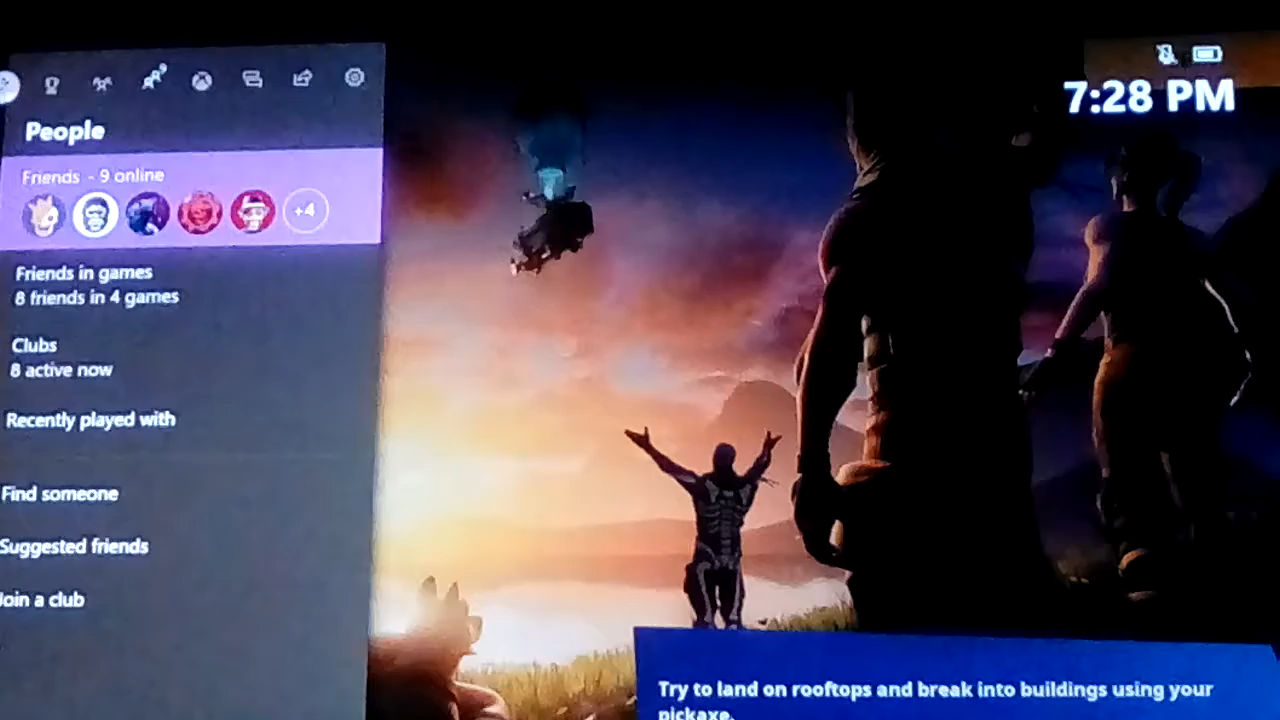 7:28 PM
People
Friends - 9 online
+4
Friends in games
8 friends in 4 games
Clubs
8 active now
Recently played with
Find someone
Suggested friends
Join a club
Try to land on rooftops and break into buildings using your
pickaxe.